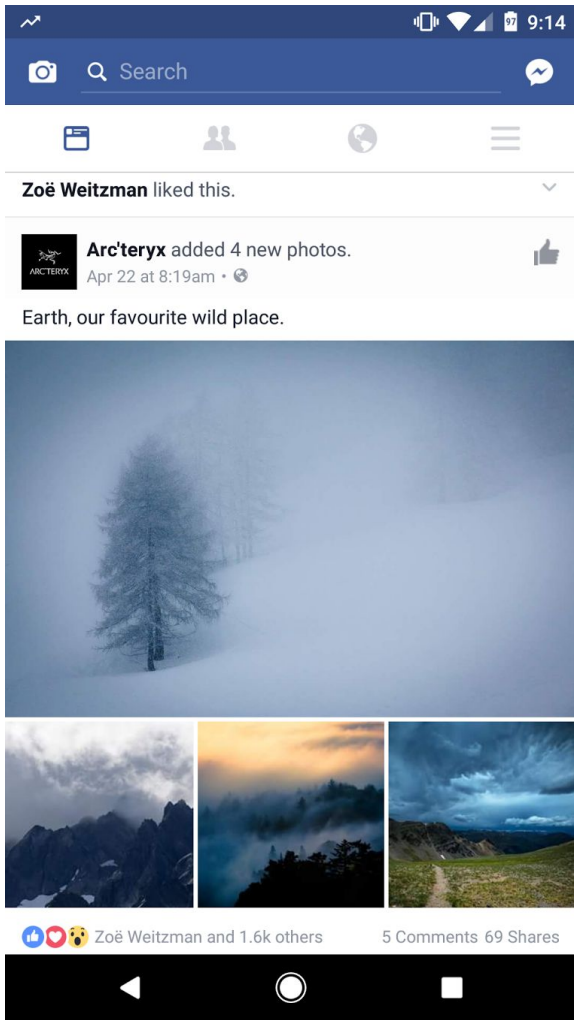 97 9:14
Search
Zoë Weitzman liked this.
Arc'teryx added 4 new photos.
ARC'TERYX
Apr 22 at 8:19am •
Earth, our favourite wild place.
Zoë Weitzman and 1.6k others 5 Comments 69 Shares